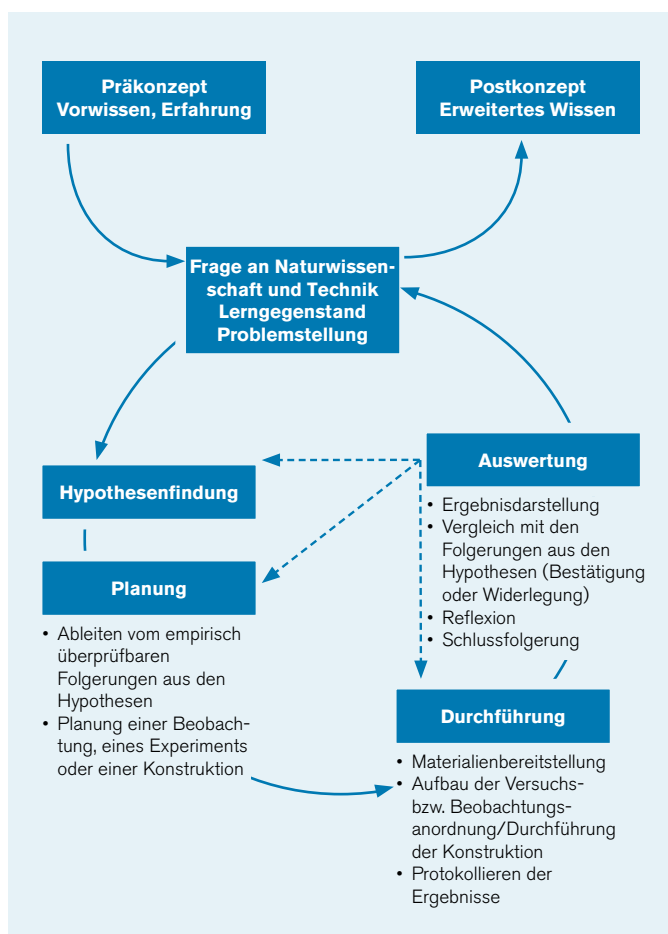 Präkonzept
Vorwissen, Erfahrung
Postkonzept
Erweitertes Wissen
Frage an Naturwissen-
schaft und Technik
Lerngegenstand
Problemstellung
Hypothesenfindung
Auswertung
• Ergebnisdarstellung
• Vergleich mit den
Folgerungen aus den
Hypothesen (Bestätigung
oder Widerlegung)
• Reflexion
• Schlussfolgerung
Planung
• Ableiten vom empirisch
überprüfbaren
Folgerungen aus den
Hypothesen
• Planung einer Beobach-
tung, eines Experiments
oder einer Konstruktion
Durchführung
• Materialienbereitstellung
• Aufbau der Versuchs-
bzw. Beobachtungs-
anordnung/Durchführung
der Konstruktion
• Protokollieren der
Ergebnisse